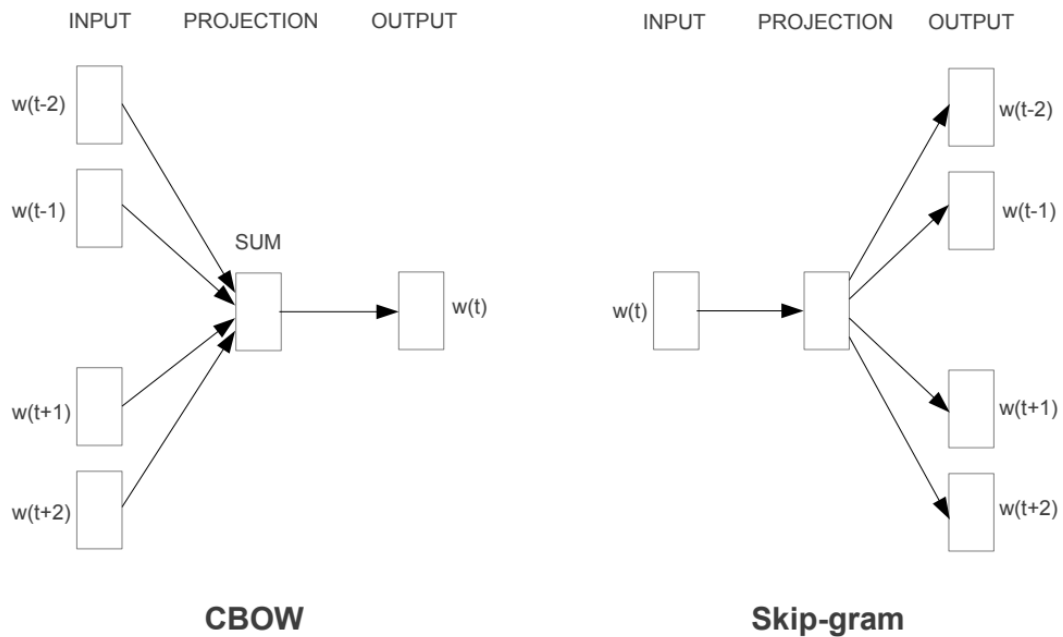 INPUT PROJECTION OUTPUT
w(t-2)
w(t-1)
SUM
w(t)
w(t+1)
w(t+2)
CBOW
INPUT PROJECTION OUTPUT
w(t-2)
w(t-1)
w(t)
w(t+1)
w(t+2)
Skip-gram